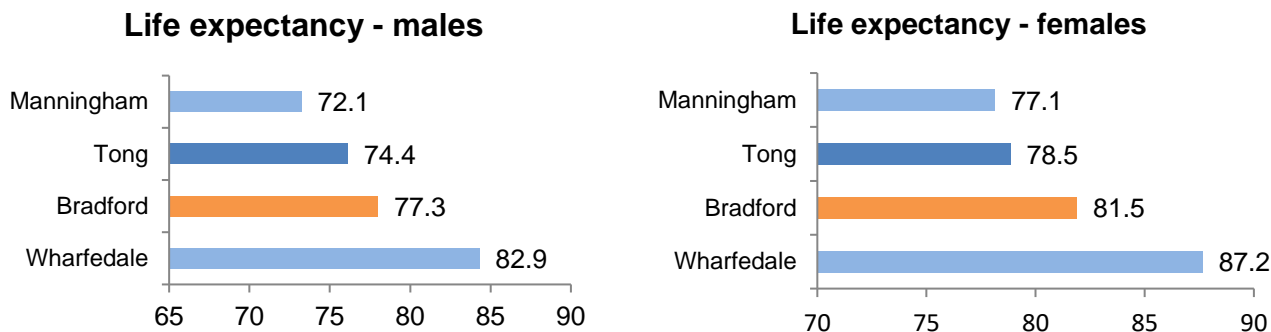 Life expectancy - males
Manningham 72.1
Tong 74.4
Bradford 77.3
Wharfedale 82.9
65 70 75 80 85 90
Life expectancy - females
Manningham 77.1
Tong 78.5
Bradford 81.5
Wharfedale 87.2
70 75 80 85 90